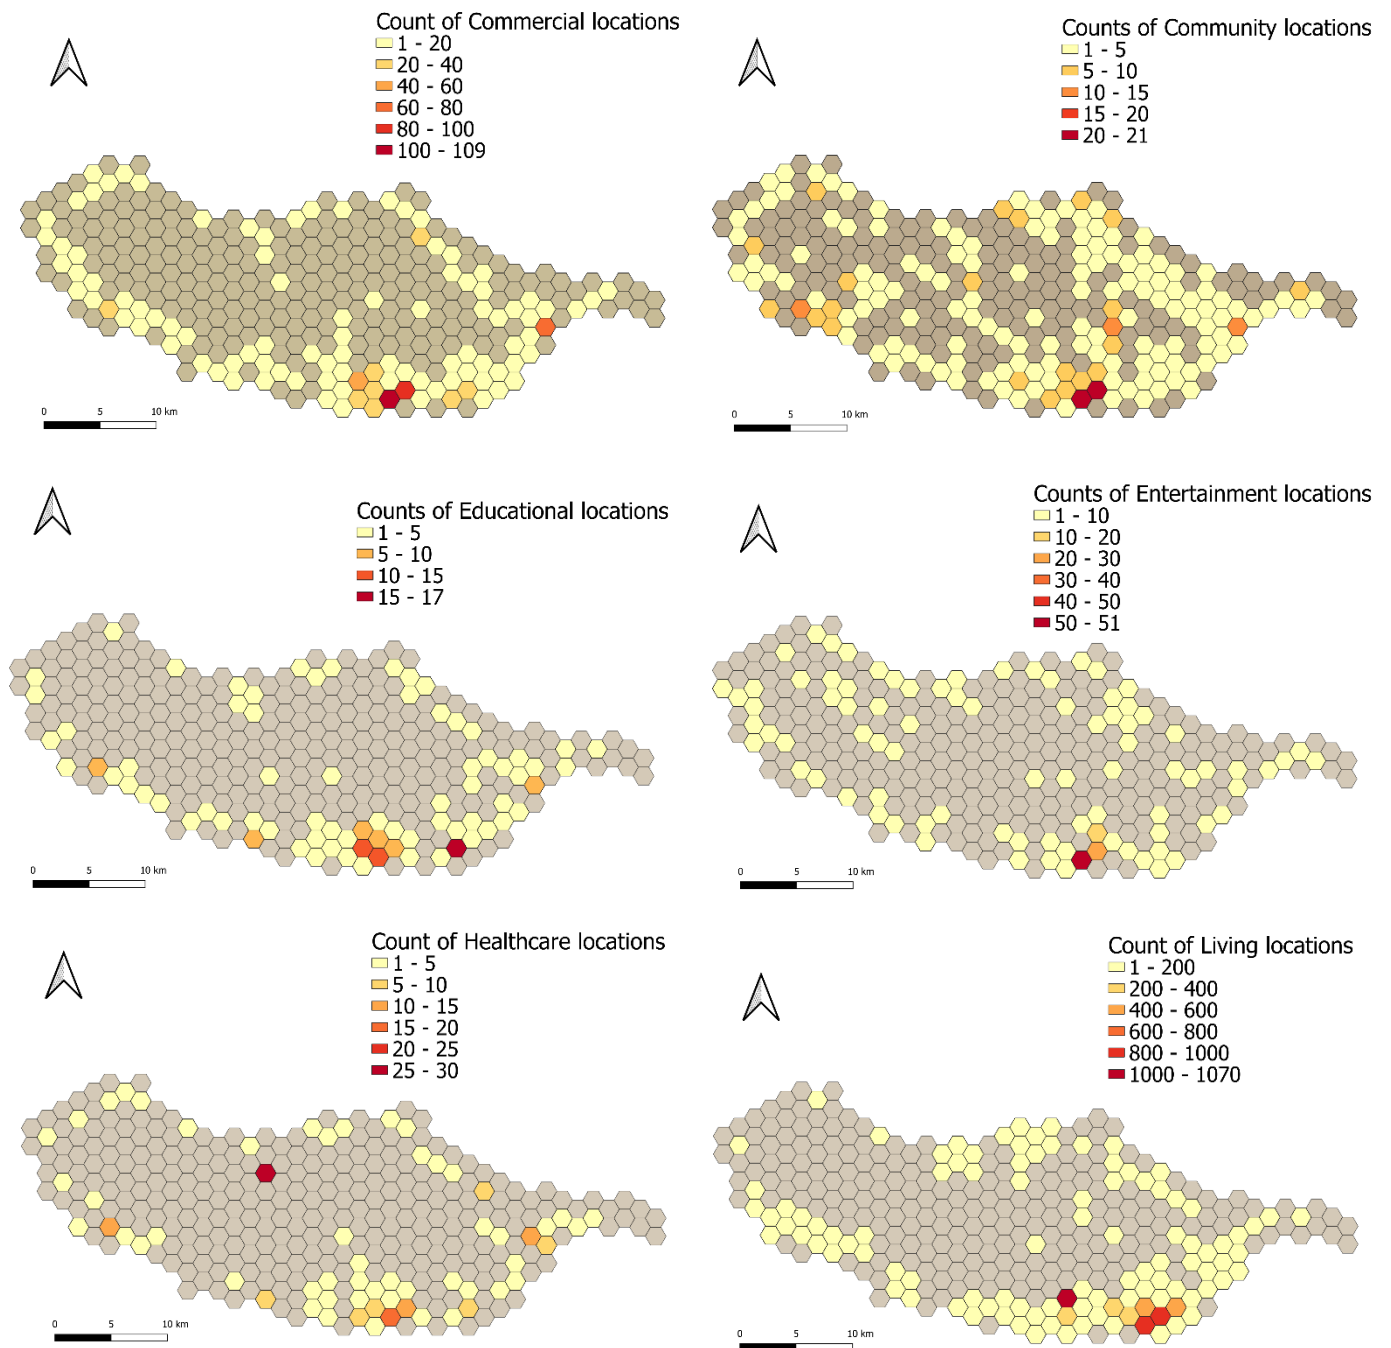 Count of Commercial locations
1 - 20
20 - 40
40 - 60
60 - 80
80 - 100
100 - 109
0 5 10 km
Counts of Community locations
1 - 5
5 - 10
10 - 15
15 - 20
20 - 21
0 5 10 km
Counts of Educational locations
1 - 5
5 - 10
10 - 15
15 - 17
0 5 10 km
Counts of Entertainment locations
1 - 10
10 - 20
20 - 30
30 - 40
40 - 50
50 - 51
0 5 10 km
Count of Healthcare locations
1 - 5
5 - 10
10 - 15
15 - 20
20 - 25
25 - 30
0 5 10 km
Count of Living locations
1 - 200
200 - 400
400 - 600
600 - 800
800 - 1000
1000 - 1070
0 5 10 km